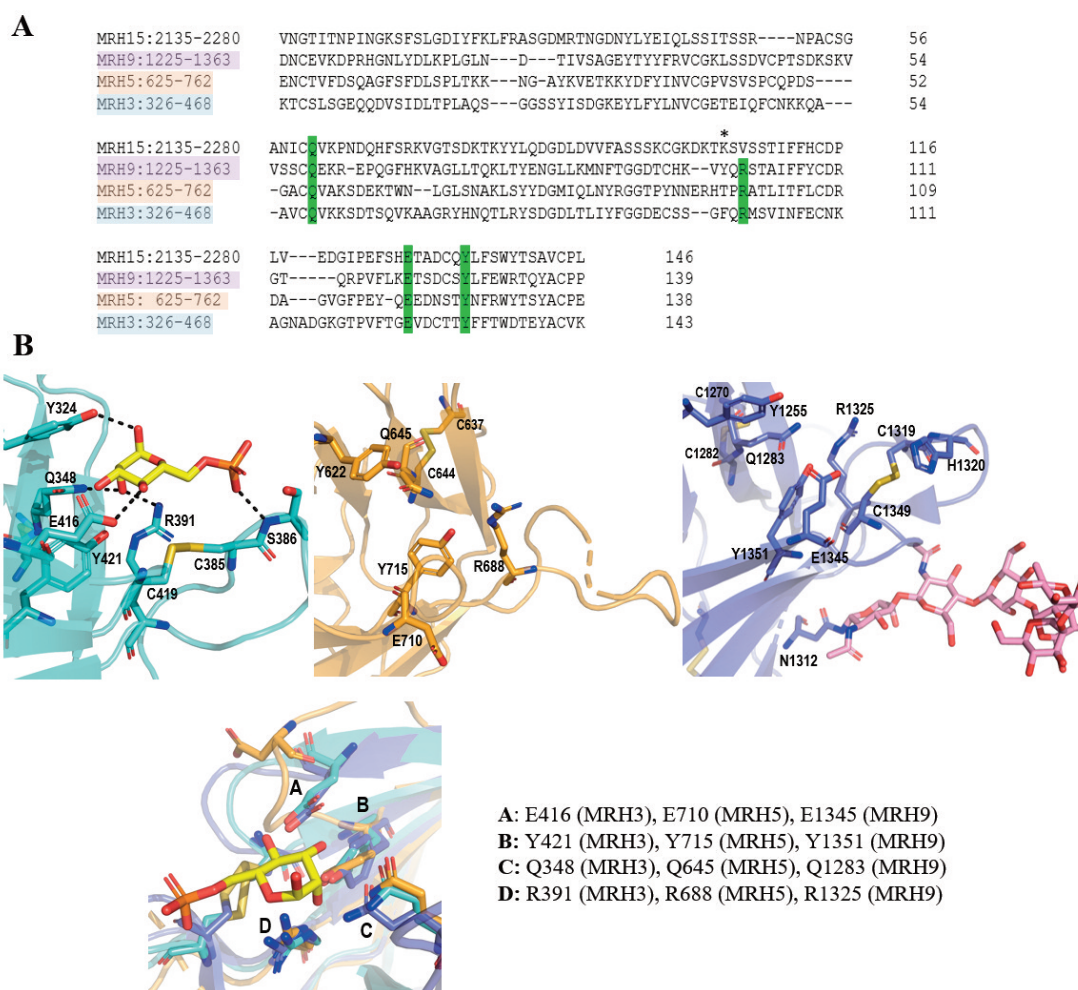 A
MRH15:2135-2280 VNGTITNPINGKSFSLGDIYFKLFRASGDMRTNGDNYLYEIQLSSITSSR----NPACSG 56
MRH9:1225-1363 DNCEVKDPRHGNLYDLKPLGLN---D--TIVSAGEYTYYFRVCGKLSSDVCPTSDKSKV 54
MRH5:625-762 ENCTVFDSQAGFSFDLSPLTKK---NG-AYKVETKKYDFYINVCGPVSVSPCQPDS---- 52
MRH3:326-468 KTCSLSGEQQDVSIDLTPLAQS---GGSSYISDGKEYLFYLNVCGETEIQFCNKKQA--- 54
*
MRH15:2135-2280 ANICQVKPNDQHFSRKVGTSDKTKYYLQDGDLDVVFASSSKCGKDKTKSVSSTIFFHCDP 116
MRH9:1225-1363 VSSCQEKR-EPQGFHKVAGLLTQKLTYENGLLKMNFTGGDTCHK--VYQRSTAIFFYCDR 111
MRH5:625-762 -GACQVAKSDEKTWN--LGLSNAKLSYYDGMIQLNYRGGTPYNNERHTPRATLITFLCDR 109
MRH3:326-468 -AVCQVKKSDTSQVKAAGRYHNQTLRYSDGDLTLIYFGGDECSS--GFQRMSVINFECNK 111
MRH15:2135-2280 LV---EDGIPEFSHETADCQYLFSWYTSAVCPL 146
MRH9:1225-1363 GT----QRPVFLKETSDCSYLFEWRTQYACPP 139
MRH5: 625-762 DA---GVGFPEY-QEEDNSTYNFRWYTSYACPE 138
MRH3:326-468 AGNADGKGTPVFTGEVDCTTYFFTWDTEYACVK 143
B
Y324
Q348
E416
R391
Y421
C385
S386
C419
C637
Q645
Y622
C644
Y715
R688
E710
C1270
Y1255
R1325
C1319
C1282
Q1283
H1320
C1349
Y1351
E1345
N1312
A
B
D
C
A: E416 (MRH3), E710 (MRH5), E1345 (MRH9)
B: Y421 (MRH3), Y715 (MRH5), Y1351 (MRH9)
C: Q348 (MRH3), Q645 (MRH5), Q1283 (MRH9)
D: R391 (MRH3), R688 (MRH5), R1325 (MRH9)